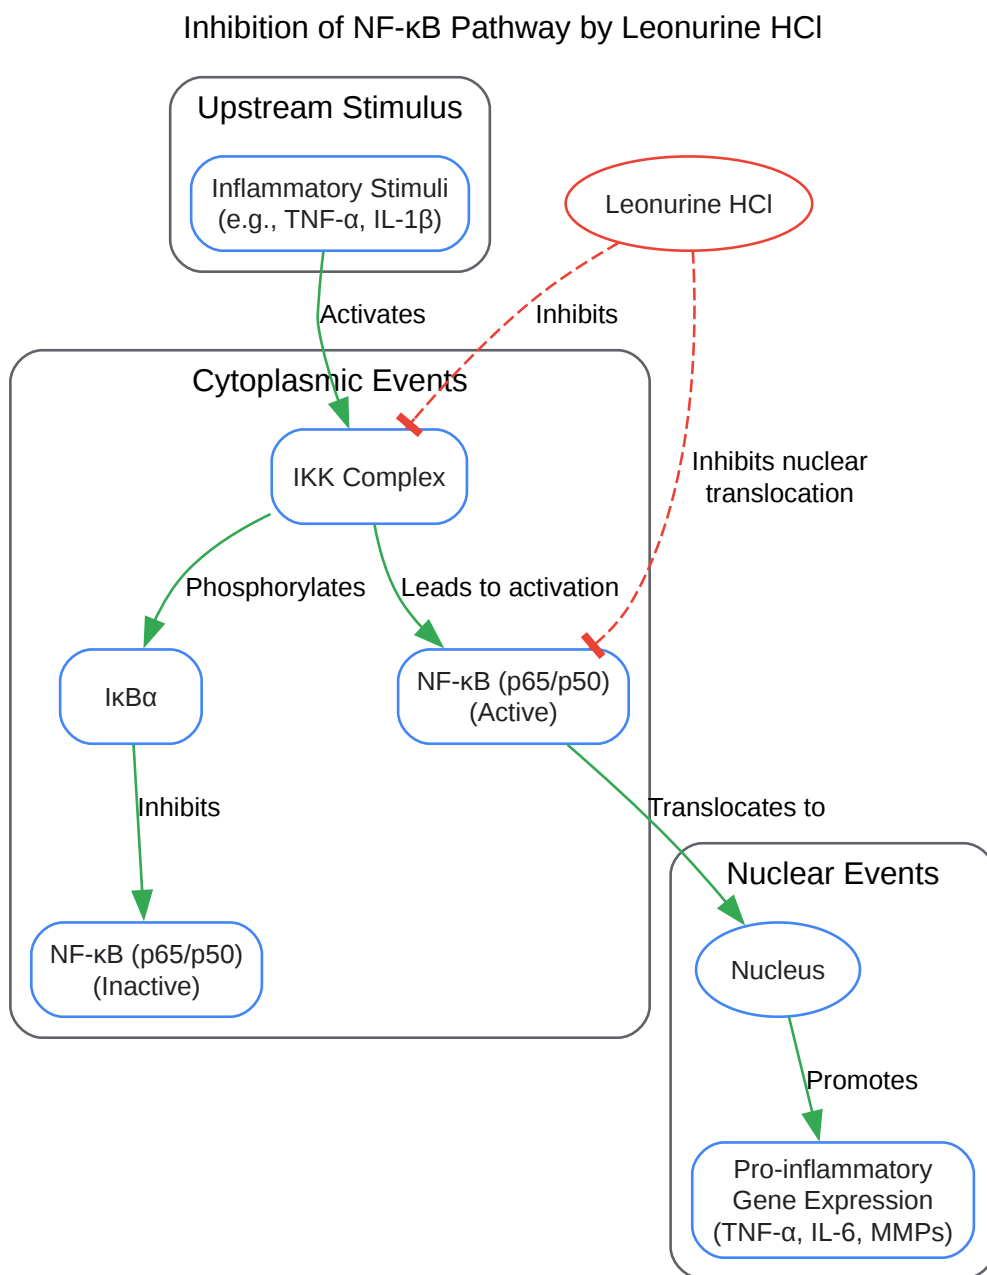 Inhibition of NF-κB Pathway by Leonurine HCl
Upstream Stimulus
Inflammatory Stimuli
(e.g., TNF-α, IL-1β)
Leonurine HCl
Activates
Inhibits
Cytoplasmic Events
IKK Complex
Inhibits nuclear
translocation
Phosphorylates
Leads to activation
IκBα
NF-κB (p65/p50)
(Active)
Inhibits
Translocates to
Nuclear Events
NF-κB (p65/p50)
(Inactive)
Nucleus
Promotes
Pro-inflammatory
Gene Expression
(TNF-α, IL-6, MMPs)